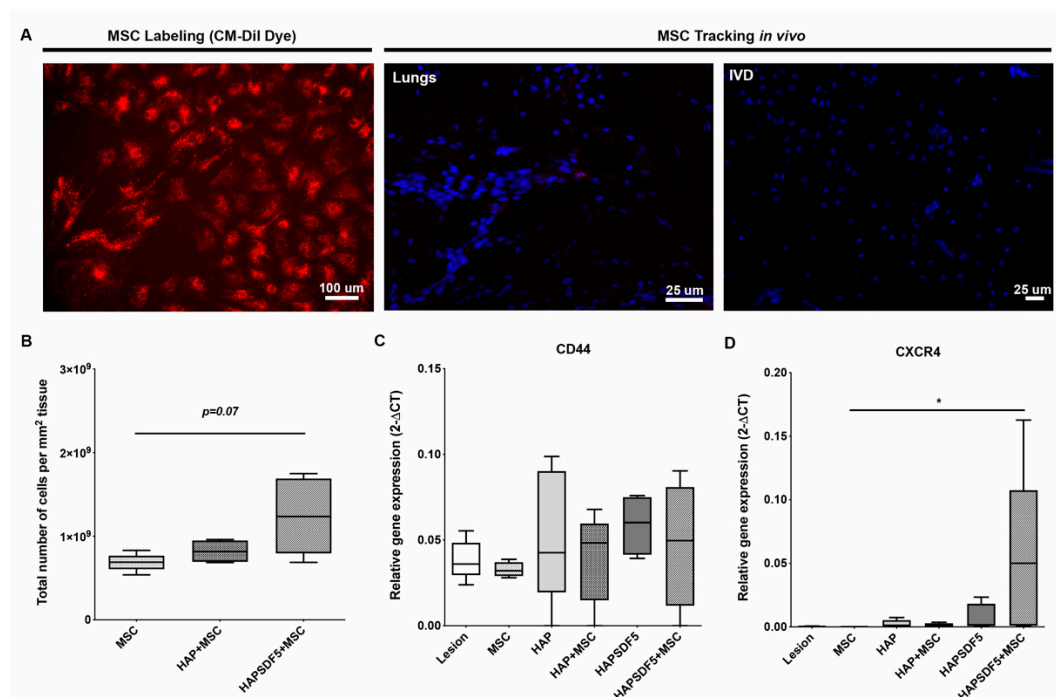 A
MSC Labeling (CM-DiI Dye)
MSC Tracking in vivo
Lungs
IVD
100 um
25 um
25 um
B
Total number of cells per mm² tissue
3×10⁹
2×10⁹
1×10⁹
0
p=0.07
MSC
HAP+MSC
HAPSDF5+MSC
C
CD44
Relative gene expression (2-ΔCT)
0.15
0.10
0.05
0.00
Lesion
MSC
HAP
HAP+MSC
HAPSDF5
HAPSDF5+MSC
D
CXCR4
Relative gene expression (2-ΔCT)
0.20
0.15
0.10
0.05
0.00
*
Lesion
MSC
HAP
HAP+MSC
HAPSDF5
HAPSDF5+MSC